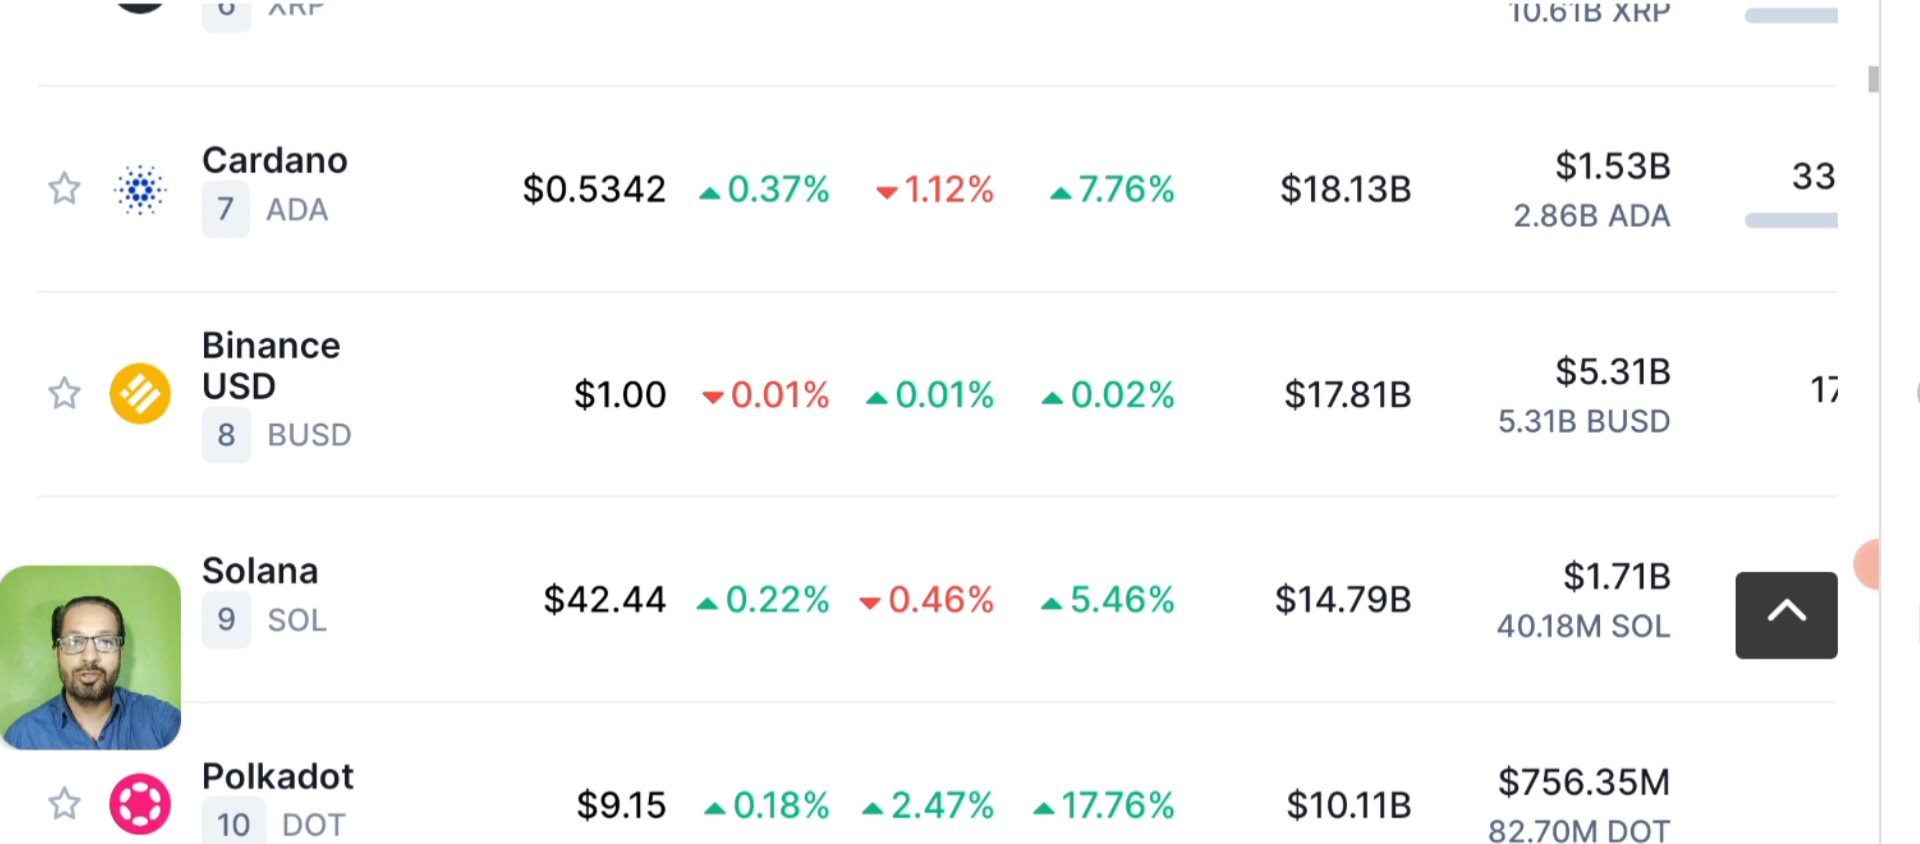 6 XRP 10.61B XRP
Cardano
7 ADA
$0.5342 0.37% 1.12% 7.76% $18.13B
$1.53B
2.86B ADA
33
Binance
USD
8 BUSD
$1.00 0.01% 0.01% 0.02% $17.81B
$5.31B
5.31B BUSD
17
Solana
9 SOL
$42.44 0.22% 0.46% 5.46% $14.79B
$1.71B
40.18M SOL
Polkadot
10 DOT
$9.15 0.18% 2.47% 17.76% $10.11B
$756.35M
82.70M DOT